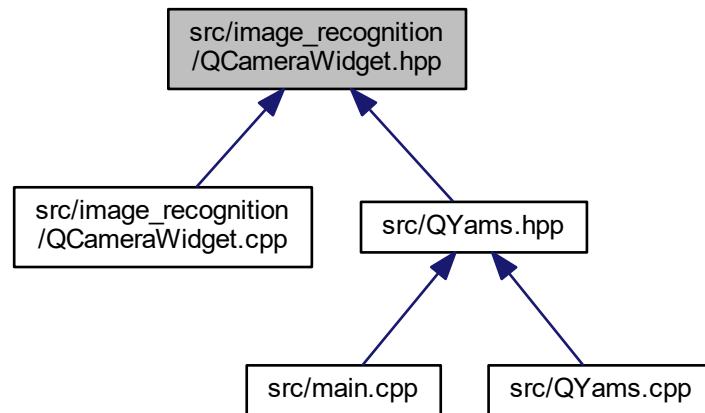 src/image_recognition
/QCameraWidget.hpp
src/image_recognition
/QCameraWidget.cpp
src/QYams.hpp
src/main.cpp
src/QYams.cpp